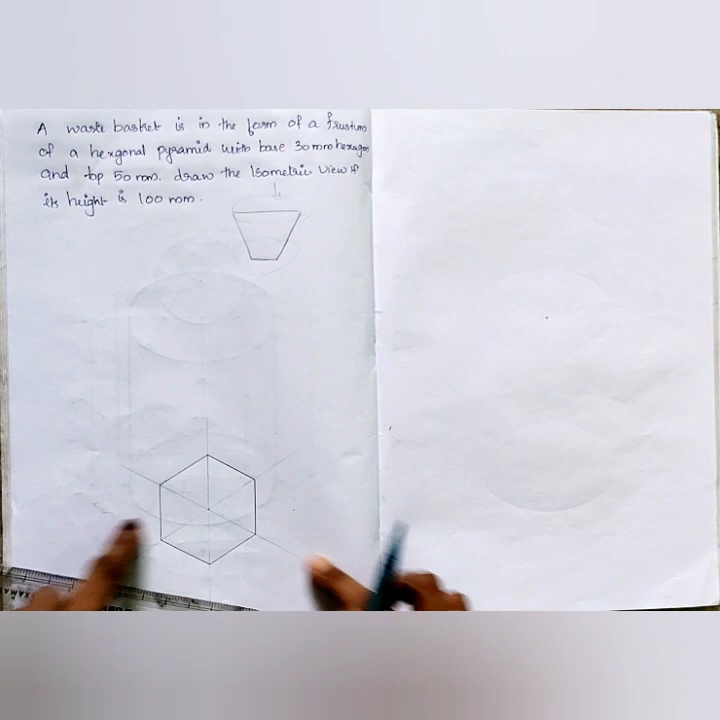 A waste basket is in the form of a frustum
of a hexgonal pyramid with base 30 mm hexagon
and top 50 mm. draw the Isometric View if
its height is 100 mm.